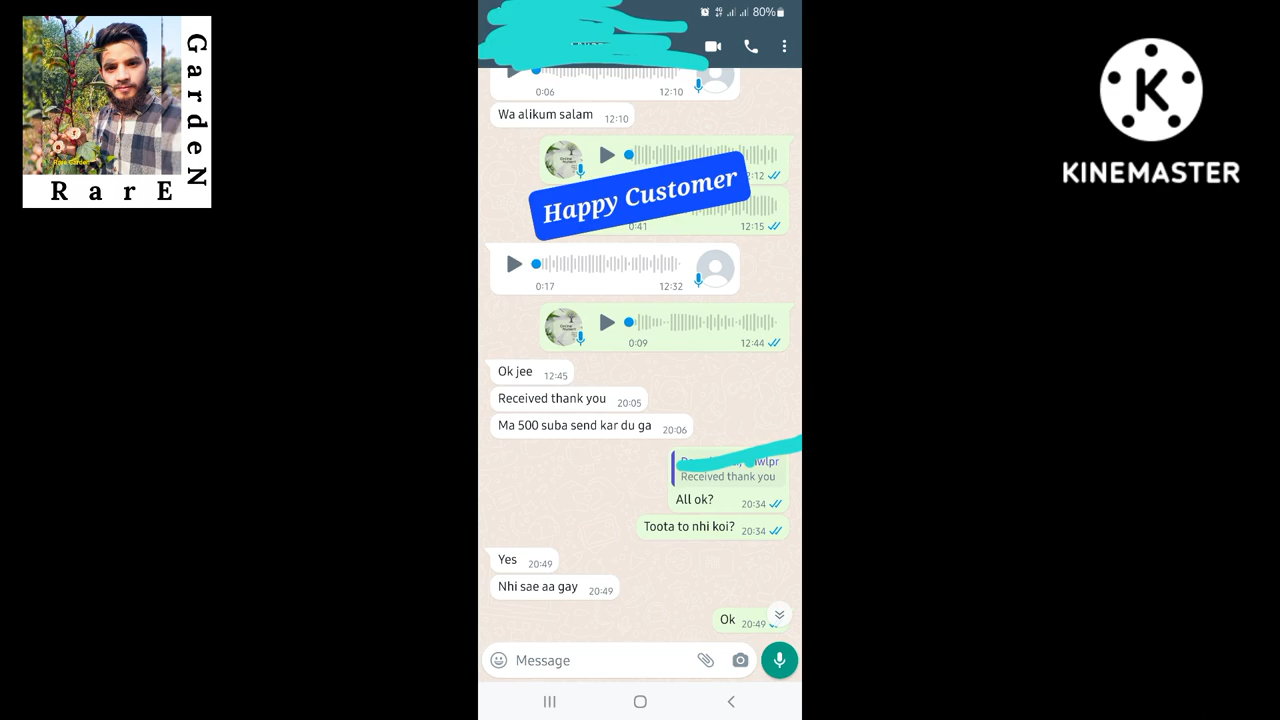 GardeN
RarE
Rare Garden
K
KINEMASTER
4G
80%
0:06 12:10
Wa alikum salam 12:10
2:12
Happy Customer
0:41 12:15
0:17 12:32
0:09 12:44
Ok jee 12:45
Received thank you 20:05
Ma 500 suba send kar du ga 20:06
Received thank you
All ok? 20:34
Toota to nhi koi? 20:34
Yes 20:49
Nhi sae aa gay 20:49
Ok 20:49
Message